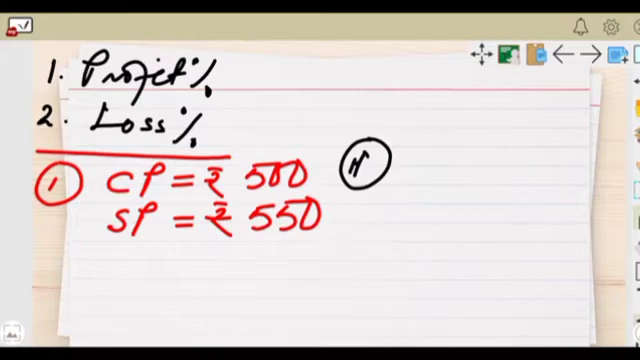 1. Profit%
2. Loss%
① CP = ₹ 500
SP = ₹ 550